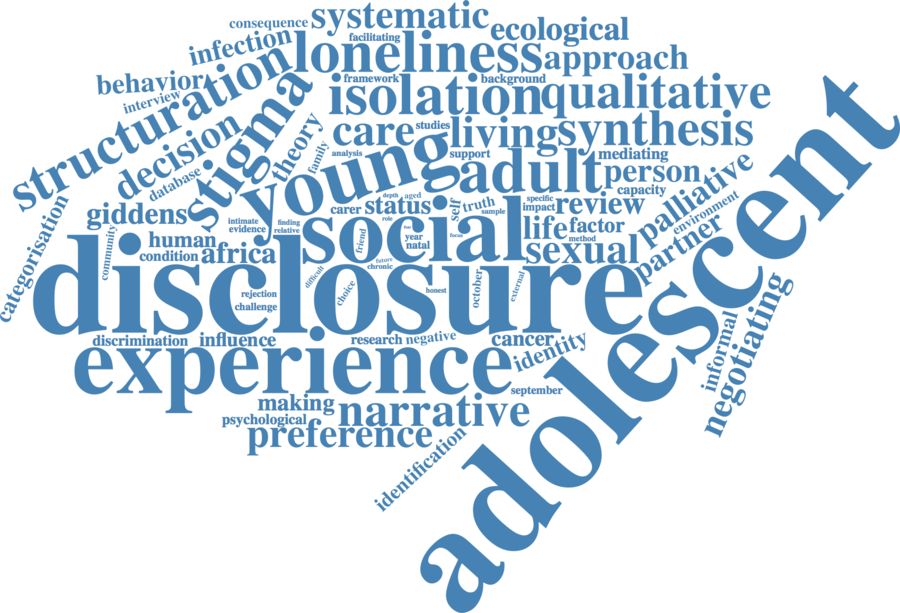 consequence
systematic
ecological
infection
facilitating
loneliness
approach
behavior
framework
background
interview
structuration
stigma
isolation
qualitative
decision
theory
care
studies
living
synthesis
database
family
analysis
young
support
adult
mediating
person
capacity
palliative
categorisation
giddens
intimate
evidence
finding
relative
carer
depth
aged
status
role
self
truth
sample
specific
impact
review
environment
community
human
condition
africa
social
friend
year
natal
focus
life
factor
method
sexual
partner
disclosure
future
chronic
difficult
rejection
challenge
choice
honest
october
external
adolescent
discrimination
influence
research
negative
cancer
identity
informal
negotiating
experience
september
making
psychological
narrative
preference
identification